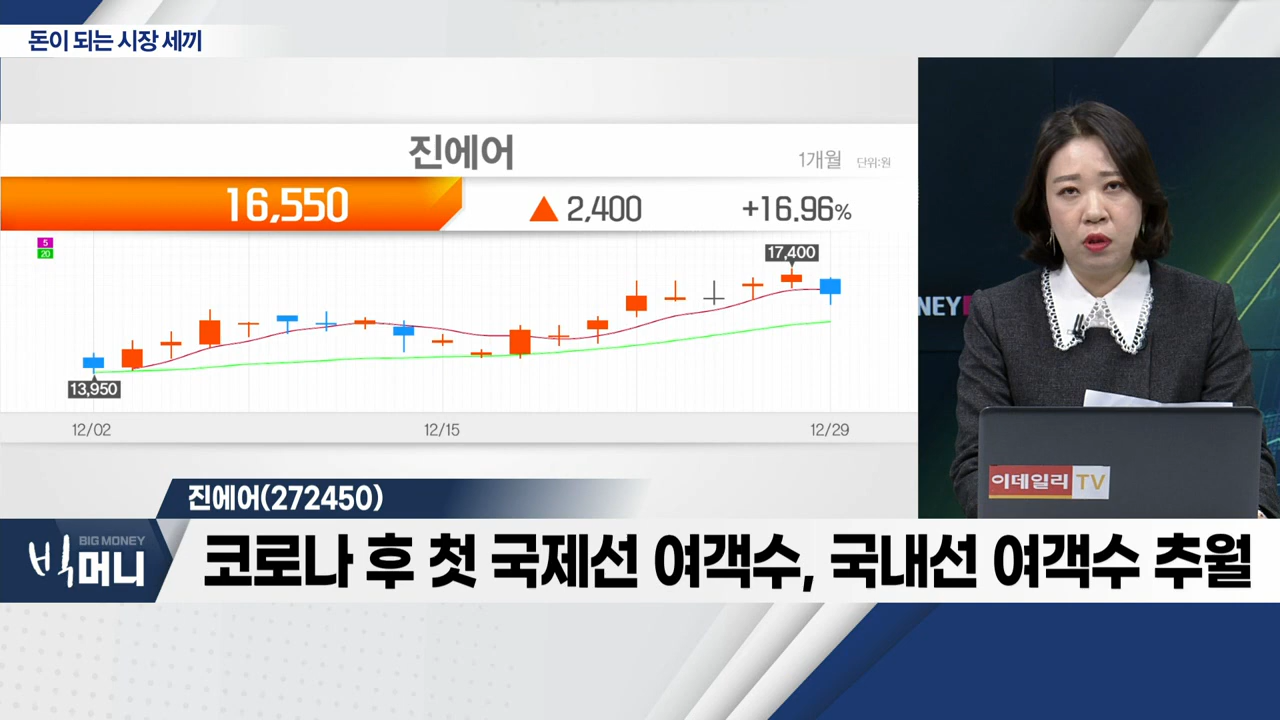 돈이 되는 시장 세끼
진에어
1개월 단위:원
16,550 ▲ 2,400 +16.96%
5
20
17,400
13,950
12/02 12/15 12/29
NEY
이데일리 TV
진에어(272450)
BIG MONEY
빅머니
코로나 후 첫 국제선 여객수, 국내선 여객수 추월